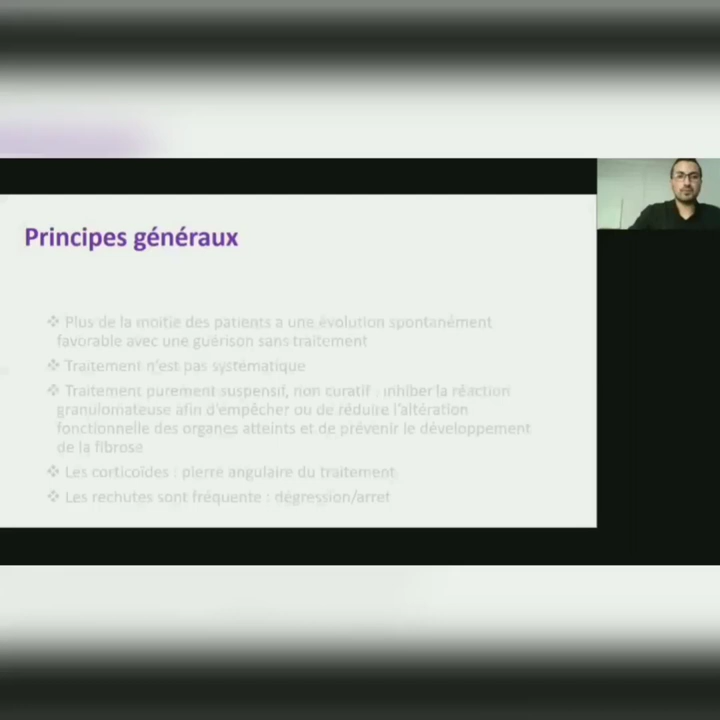 Principes généraux
❖ Plus de la moitie des patients a une évolution spontanément
favorable avec une guérison sans traitement
❖ Traitement n'est pas systématique
❖ Traitement purement suspensif, non curatif : inhiber la réaction
granulomateuse afin d'empêcher ou de réduire l'altération
fonctionnelle des organes atteints et de prévenir le développement
de la fibrose
❖ Les corticoïdes : pierre angulaire du traitement
❖ Les rechutes sont fréquente : dégression/arret